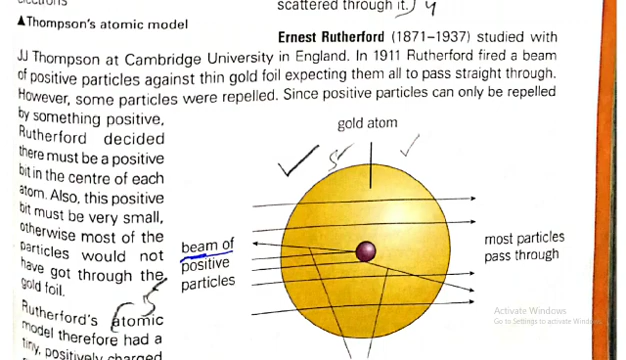 electrons
scattered through it.
▲Thompson's atomic model
Ernest Rutherford (1871–1937) studied with
JJ Thompson at Cambridge University in England. In 1911 Rutherford fired a beam
of positive particles against thin gold foil expecting them all to pass straight through.
However, some particles were repelled. Since positive particles can only be repelled
by something positive,
Rutherford decided
there must be a positive
bit in the centre of each
atom. Also, this positive
bit must be very small,
otherwise most of the
particles would not
have got through the
gold foil.
Rutherford's atomic
model therefore had a
tiny, positively charged
gold atom
beam of
positive
particles
most particles
pass through
Activate Windows
Go to Settings to activate Windows.